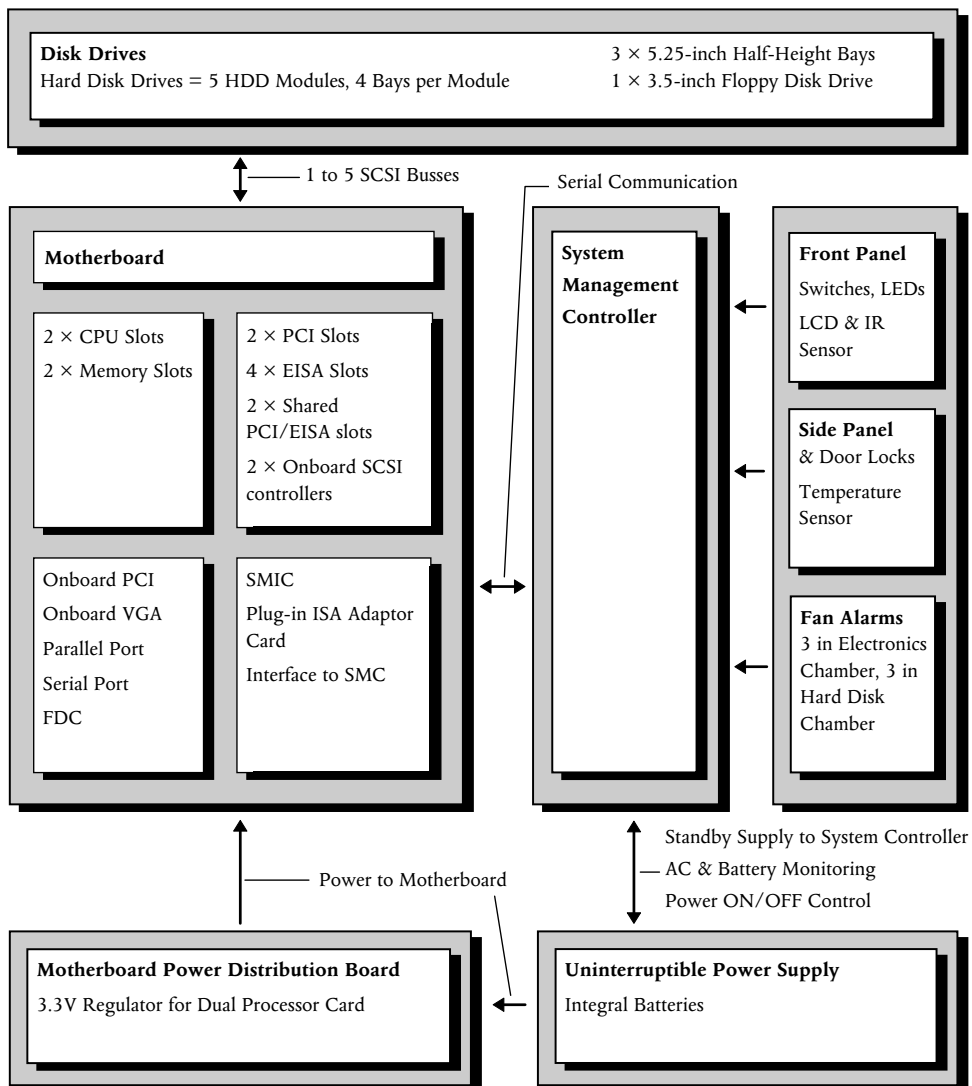 Disk Drives
Hard Disk Drives = 5 HDD Modules, 4 Bays per Module
3 × 5.25-inch Half-Height Bays
1 × 3.5-inch Floppy Disk Drive
1 to 5 SCSI Busses
Serial Communication
Motherboard
2 × CPU Slots
2 × Memory Slots
2 × PCI Slots
4 × EISA Slots
2 × Shared
PCI/EISA slots
2 × Onboard SCSI
controllers
Onboard PCI
Onboard VGA
Parallel Port
Serial Port
FDC
SMIC
Plug-in ISA Adaptor
Card
Interface to SMC
System
Management
Controller
Front Panel
Switches, LEDs
LCD & IR
Sensor
Side Panel
& Door Locks
Temperature
Sensor
Fan Alarms
3 in Electronics
Chamber, 3 in
Hard Disk
Chamber
Power to Motherboard
Standby Supply to System Controller
AC & Battery Monitoring
Power ON/OFF Control
Motherboard Power Distribution Board
3.3V Regulator for Dual Processor Card
Uninterruptible Power Supply
Integral Batteries